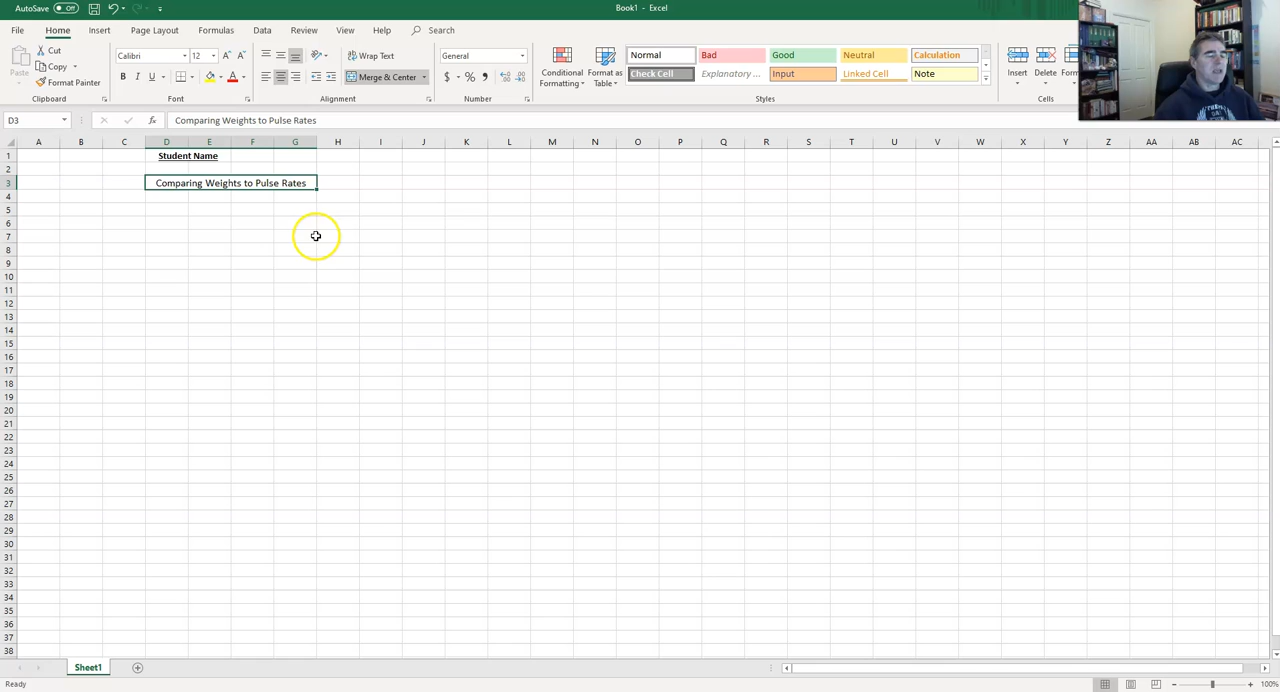 AutoSave Off Book1 - Excel
File Home Insert Page Layout Formulas Data Review View Help Search
Paste
Cut
Copy
Format Painter
Clipboard
Calibri 12
B I U
Font
Wrap Text
Merge & Center
Alignment
General
$ % ,
Number
Conditional Formatting
Format as Table
Normal Bad Good Neutral Calculation
Check Cell Explanatory ... Input Linked Cell Note
Styles
Insert Delete
Cells
D3 fx Comparing Weights to Pulse Rates
A B C D E F G H I J K L M N O P Q R S T U V W X Y Z AA AB AC
1 Student Name
2
3 Comparing Weights to Pulse Rates
4
5
6
7
8
9
10
11
12
13
14
15
16
17
18
19
20
21
22
23
24
25
26
27
28
29
30
31
32
33
34
35
36
37
38
Sheet1
Ready 100%